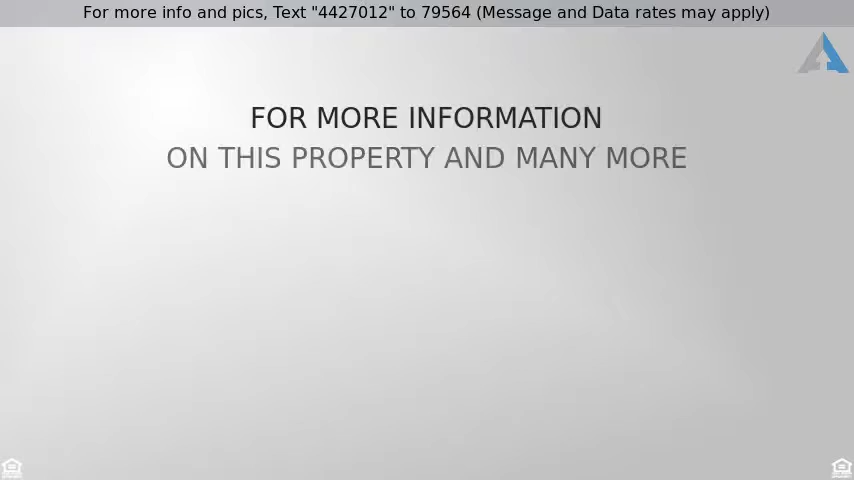 For more info and pics, Text "4427012" to 79564 (Message and Data rates may apply)
FOR MORE INFORMATION
ON THIS PROPERTY AND MANY MORE